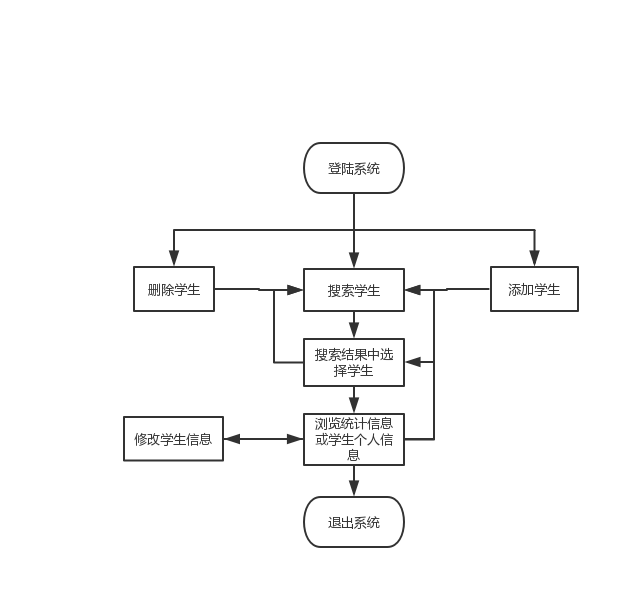 登陆系统
删除学生
搜索学生
添加学生
搜索结果中选
择学生
修改学生信息
浏览统计信息
或学生个人信
息
退出系统